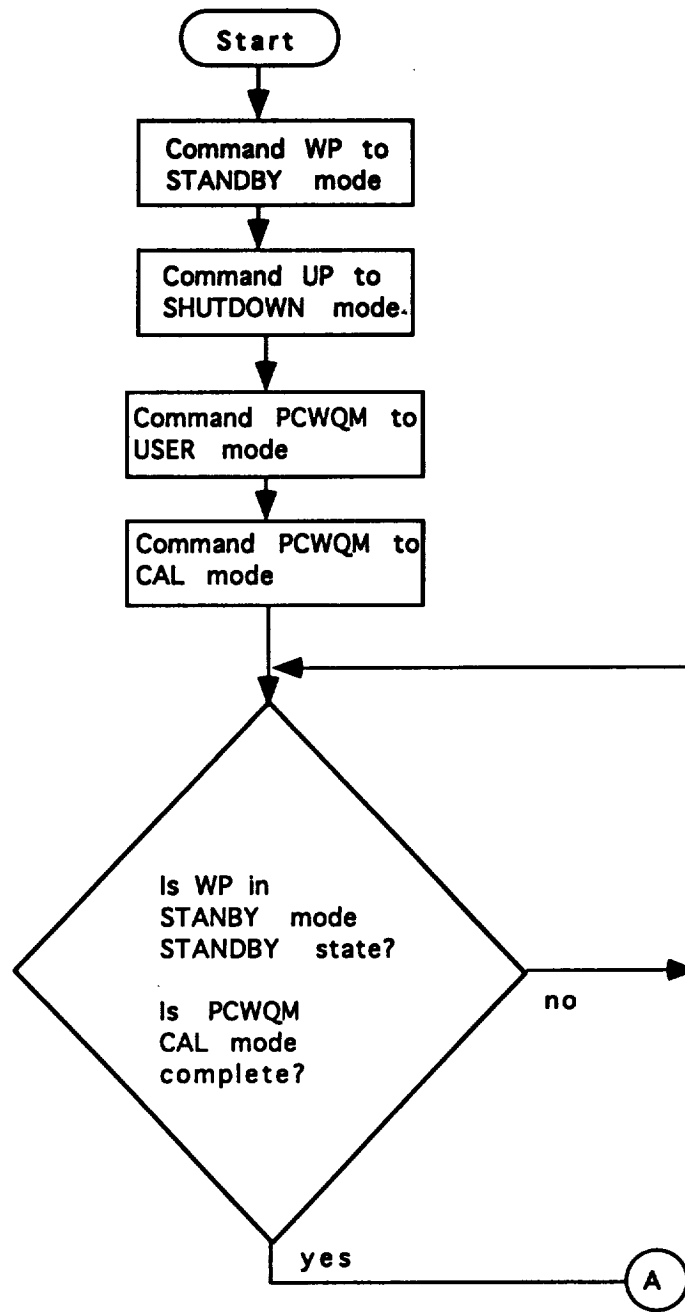 Start
Command WP to
STANDBY mode
Command UP to
SHUTDOWN mode.
Command PCWQM to
USER mode
Command PCWQM to
CAL mode
Is WP in
STANBY mode
STANDBY state?
Is PCWQM
CAL mode
complete?
no
yes
A